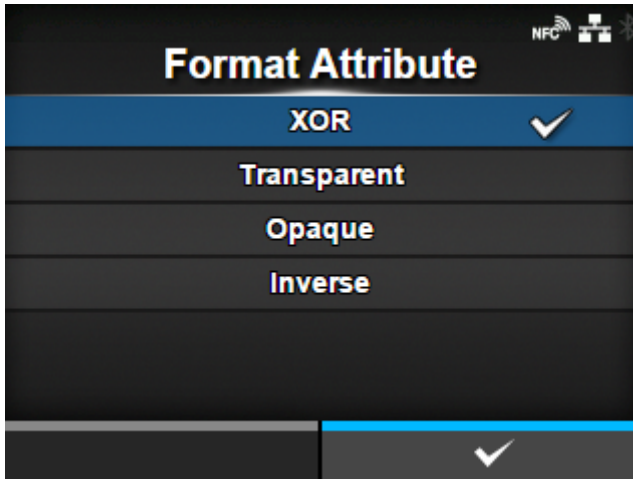 NFC
Format Attribute
XOR
Transparent
Opaque
Inverse